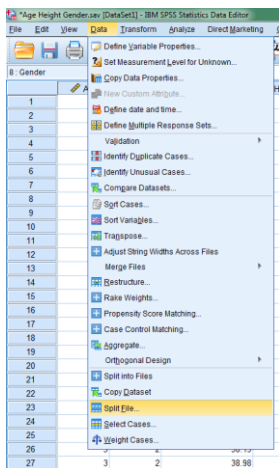 *Age Height Gender.sav [DataSet1] - IBM SPSS Statistics Data Editor
File Edit View Data Transform Analyze Direct Marketing
8 : Gender
Define Variable Properties...
Set Measurement Level for Unknown...
Copy Data Properties...
New Custom Attribute...
Define date and time...
Define Multiple Response Sets...
Validation
Identify Duplicate Cases...
Identify Unusual Cases...
Compare Datasets...
Sort Cases...
Sort Variables...
Transpose...
Adjust String Widths Across Files
Merge Files
Restructure...
Rake Weights...
Propensity Score Matching...
Case Control Matching...
Aggregate...
Orthogonal Design
Split into Files
Copy Dataset
Split File...
Select Cases...
Weight Cases...
1
2
3
4
5
6
7
8
9
10
11
12
13
14
15
16
17
18
19
20
21
22
23
24
25
26
27 3 2 38.98